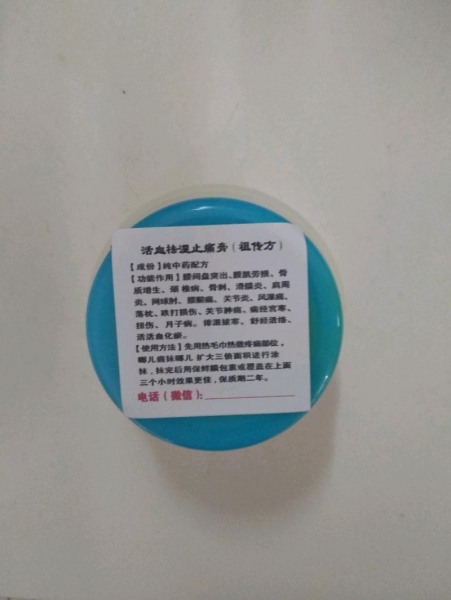 活血祛湿止痛膏（祖传方）
【成份】纯中药配方
【功能作用】腰间盘突出、腰肌劳损、骨
质增生、颈椎病、骨刺、滑膜炎、肩周
炎、网球肘、腰腿痛、关节炎、风湿痛、
落枕、跌打损伤、关节肿痛、痛经宫寒、
扭伤、月子病。排湿拔寒、舒经活络、
活活血化瘀。
【使用方法】先用热毛巾热敷疼痛部位，
哪儿痛抹哪儿 扩大三倍面积进行涂
抹，抹完后用保鲜膜包裹或覆盖在上面
三个小时效果更佳，保质期二年。
电话（微信）：